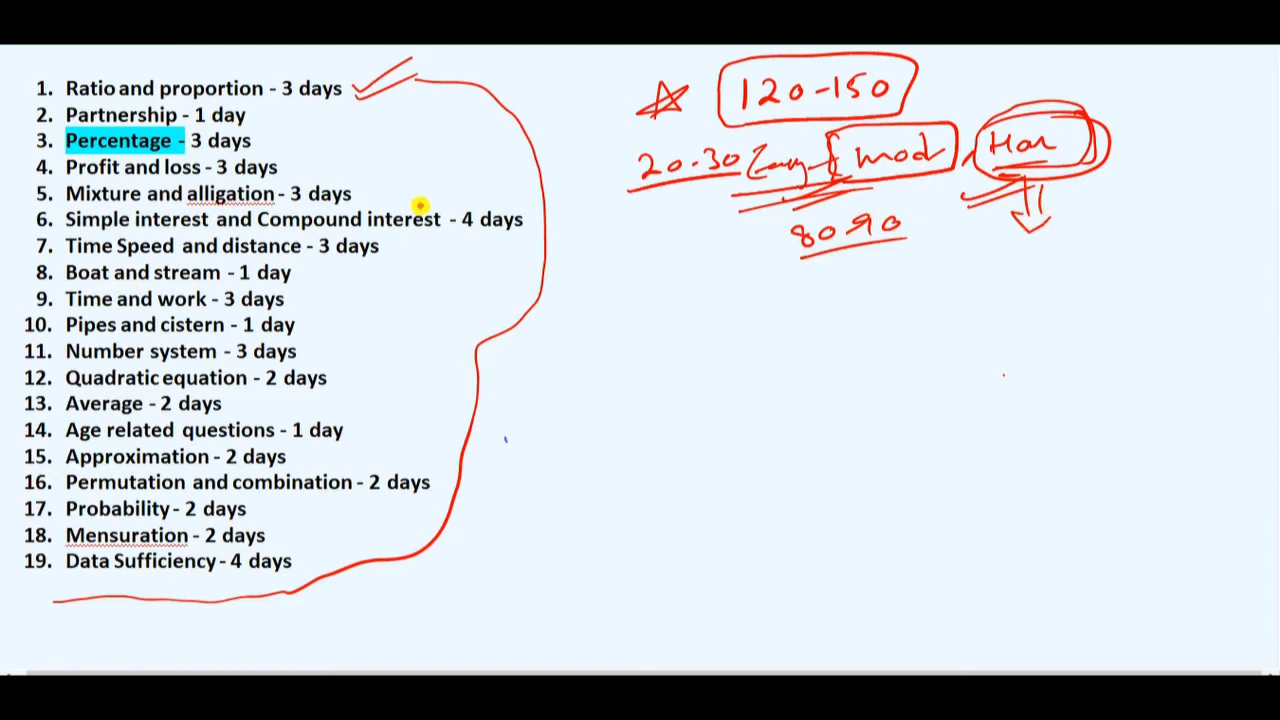 1. Ratio and proportion - 3 days
2. Partnership - 1 day
3. Percentage - 3 days
4. Profit and loss - 3 days
5. Mixture and alligation - 3 days
6. Simple interest and Compound interest - 4 days
7. Time Speed and distance - 3 days
8. Boat and stream - 1 day
9. Time and work - 3 days
10. Pipes and cistern - 1 day
11. Number system - 3 days
12. Quadratic equation - 2 days
13. Average - 2 days
14. Age related questions - 1 day
15. Approximation - 2 days
16. Permutation and combination - 2 days
17. Probability - 2 days
18. Mensuration - 2 days
19. Data Sufficiency - 4 days
120-150
20-30 mod
80 90